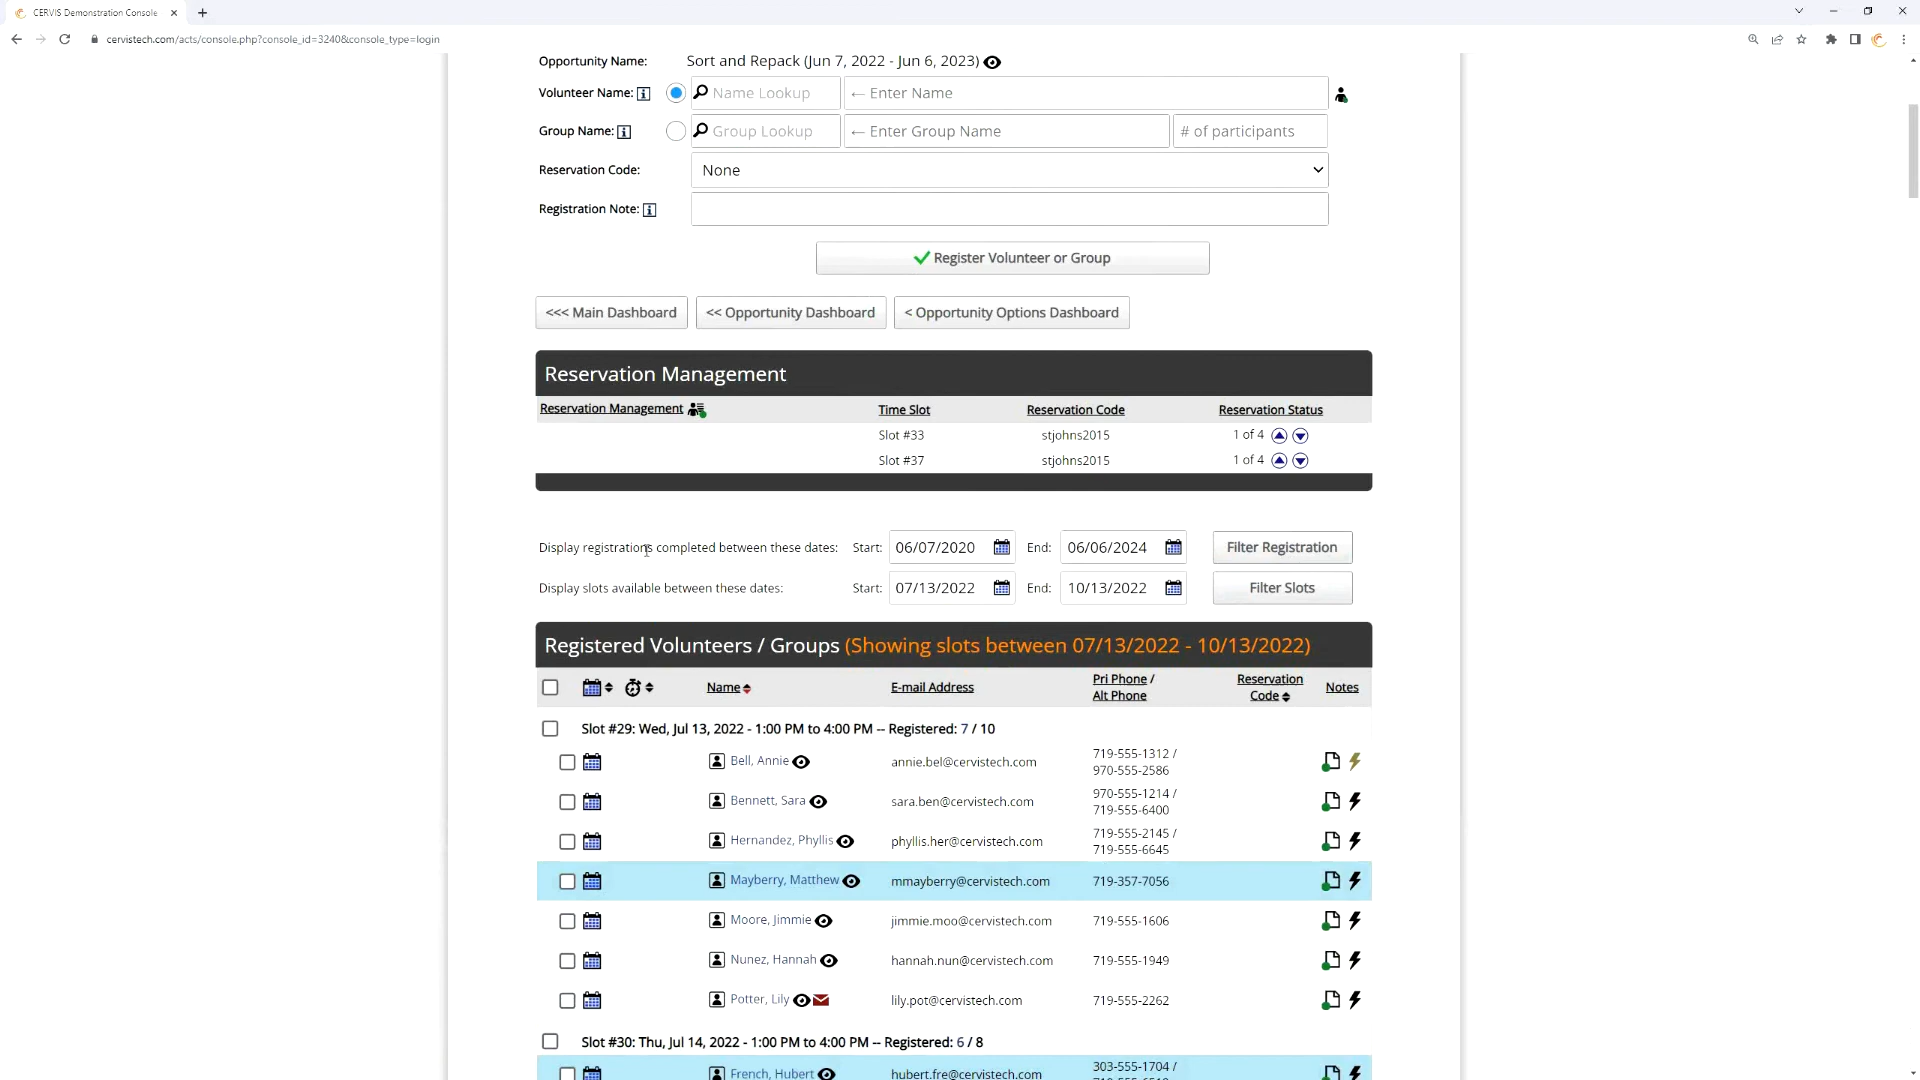 CERVIS Demonstration Console
cervistech.com/acts/console.php?console_id=3240&console_type=login
Opportunity Name: Sort and Repack (Jun 7, 2022 - Jun 6, 2023)
Volunteer Name: Name Lookup ← Enter Name
Group Name: Group Lookup ← Enter Group Name # of participants
Reservation Code: None
Registration Note:
Register Volunteer or Group
<<< Main Dashboard << Opportunity Dashboard < Opportunity Options Dashboard
Reservation Management
Reservation Management Time Slot Reservation Code Reservation Status
Slot #33 stjohns2015 1 of 4
Slot #37 stjohns2015 1 of 4
Display registrations completed between these dates: Start: 06/07/2020 End: 06/06/2024 Filter Registration
Display slots available between these dates: Start: 07/13/2022 End: 10/13/2022 Filter Slots
Registered Volunteers / Groups (Showing slots between 07/13/2022 - 10/13/2022)
Name E-mail Address Pri Phone / Alt Phone Reservation Code Notes
Slot #29: Wed, Jul 13, 2022 - 1:00 PM to 4:00 PM -- Registered: 7 / 10
Bell, Annie annie.bel@cervistech.com 719-555-1312 / 970-555-2586
Bennett, Sara sara.ben@cervistech.com 970-555-1214 / 719-555-6400
Hernandez, Phyllis phyllis.her@cervistech.com 719-555-2145 / 719-555-6645
Mayberry, Matthew mmayberry@cervistech.com 719-357-7056
Moore, Jimmie jimmie.moo@cervistech.com 719-555-1606
Nunez, Hannah hannah.nun@cervistech.com 719-555-1949
Potter, Lily lily.pot@cervistech.com 719-555-2262
Slot #30: Thu, Jul 14, 2022 - 1:00 PM to 4:00 PM -- Registered: 6 / 8
French, Hubert hubert.fre@cervistech.com 303-555-1704 /